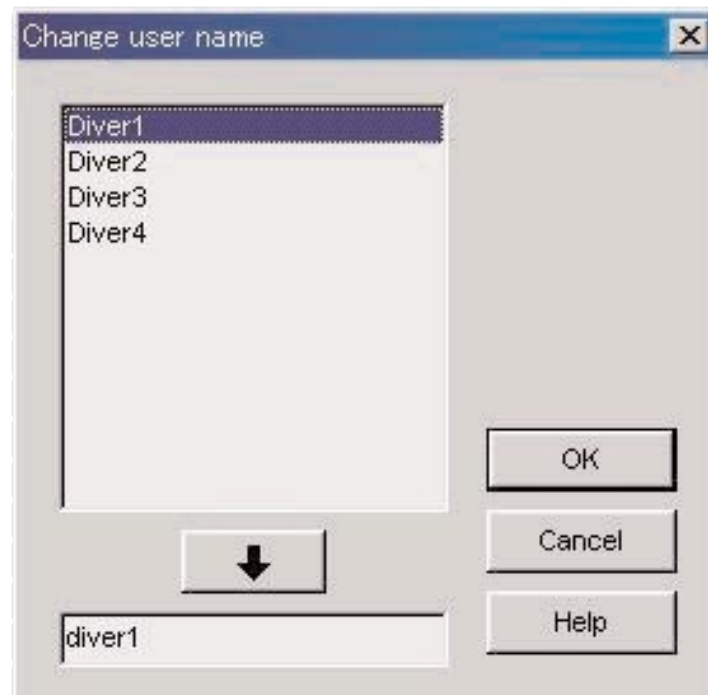 Change user name
Diver1
Diver2
Diver3
Diver4
OK
Cancel
Help
diver1